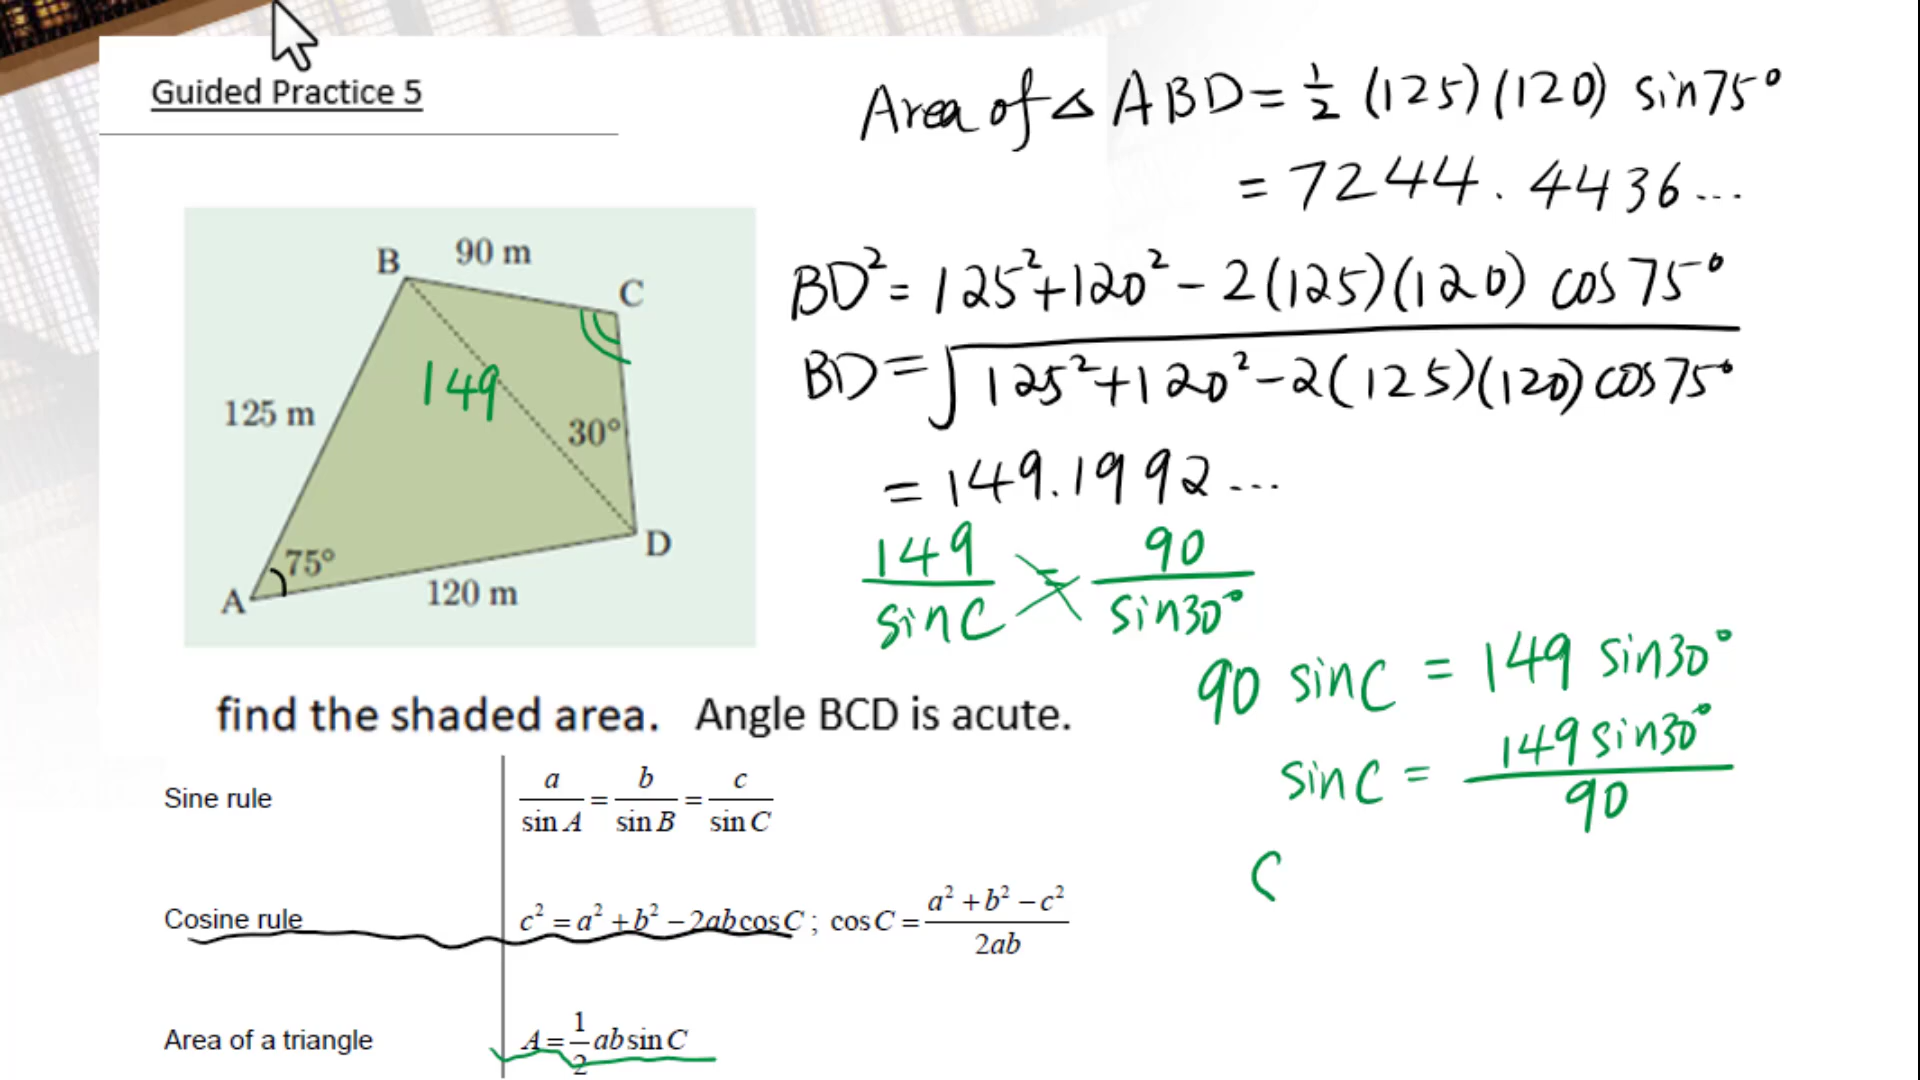 Guided Practice 5
Area of △ ABD = 1/2 (125)(120) sin75°
= 7244.4436...
BD² = 125² + 120² - 2(125)(120) cos 75°
BD = √125² + 120² - 2(125)(120) cos 75°
= 149.1992...
149/sinC = 90/sin30°
90 sinC = 149 sin30°
sinC = 149 sin30°/90
C
B
90 m
C
149
125 m
30°
D
75°
A
120 m
find the shaded area. Angle BCD is acute.
Sine rule a/sin A = b/sin B = c/sin C
Cosine rule c² = a² + b² − 2ab cos C ; cos C = a² + b² − c²/2ab
Area of a triangle A = 1/2 ab sin C